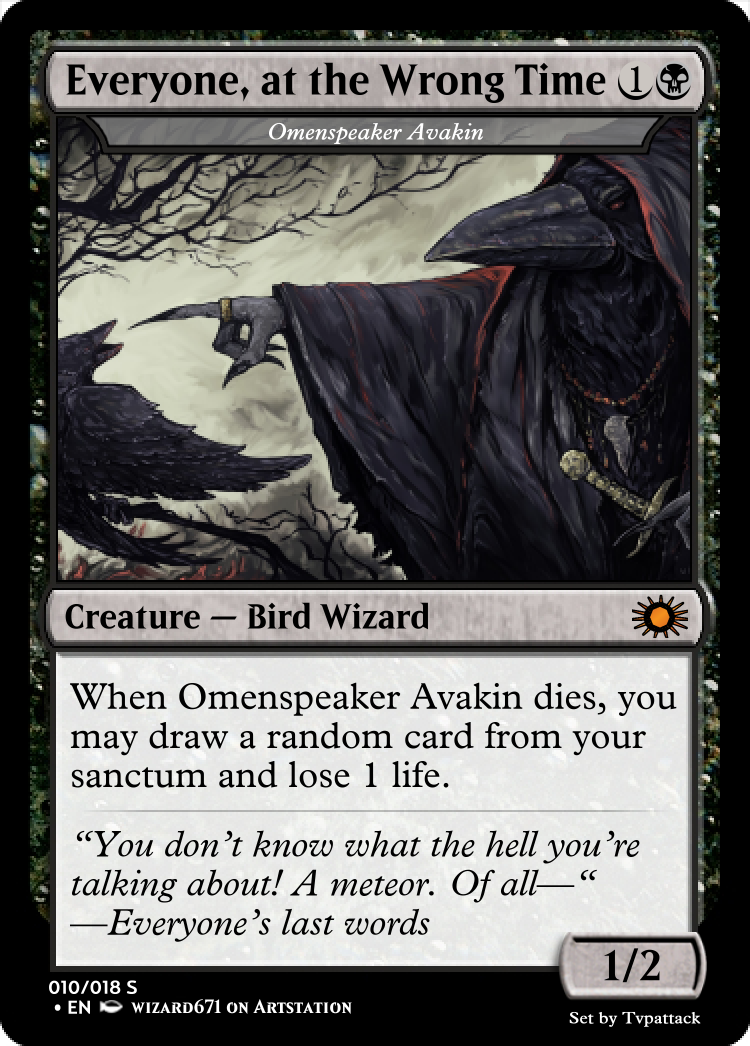 Everyone, at the Wrong Time 1
Omenspeaker Avakin
Creature — Bird Wizard
When Omenspeaker Avakin dies, you
may draw a random card from your
sanctum and lose 1 life.
“You don’t know what the hell you’re
talking about! A meteor. Of all—“
—Everyone’s last words
1/2
010/018 S
• EN wizard671 on Artstation
Set by Tvpattack